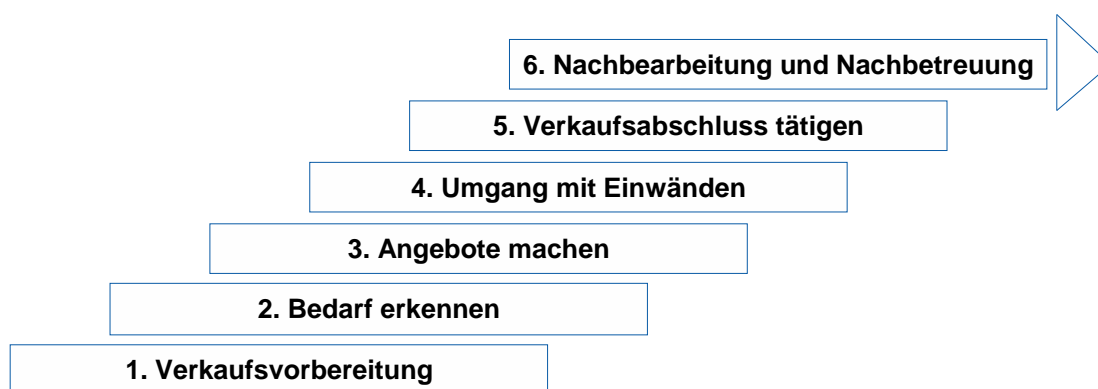 6. Nachbearbeitung und Nachbetreuung
5. Verkaufsabschluss tätigen
4. Umgang mit Einwänden
3. Angebote machen
2. Bedarf erkennen
1. Verkaufsvorbereitung